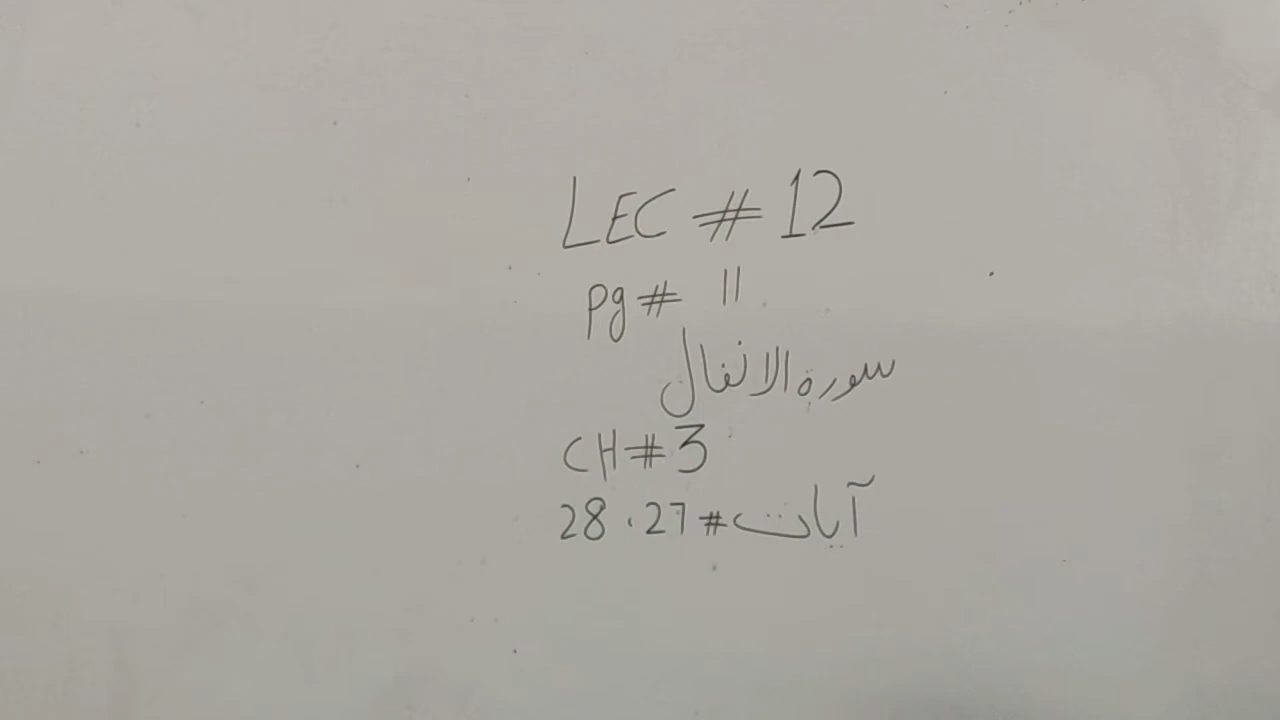 LEC # 12
Pg # 11
سورة الانفال
CH # 3
آیات # 27، 28